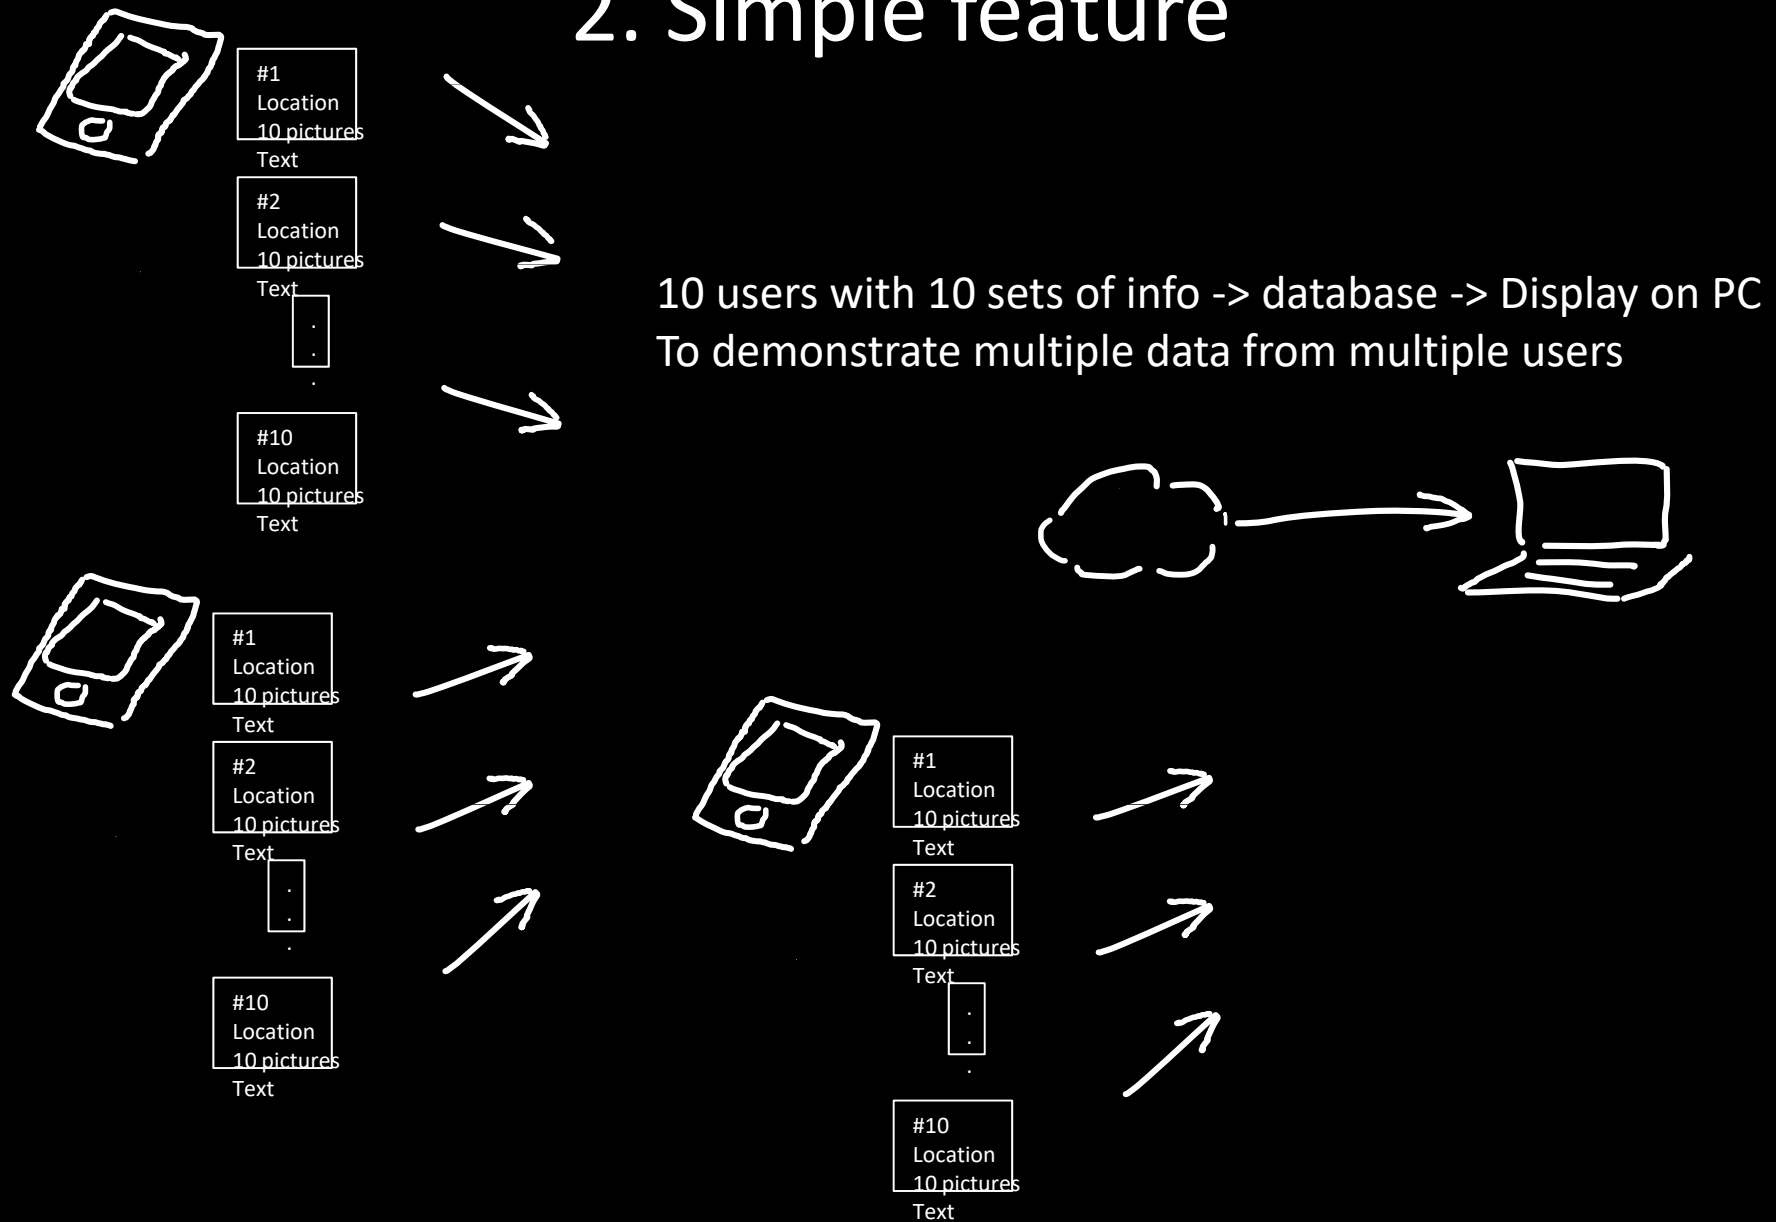 2. Simple feature
#1
Location
10 pictures
Text
#2
Location
10 pictures
Text
.
.
.
#10
Location
10 pictures
Text
10 users with 10 sets of info -> database -> Display on PC
To demonstrate multiple data from multiple users
#1
Location
10 pictures
Text
#2
Location
10 pictures
Text
.
.
.
#10
Location
10 pictures
Text
#1
Location
10 pictures
Text
#2
Location
10 pictures
Text
.
.
.
#10
Location
10 pictures
Text